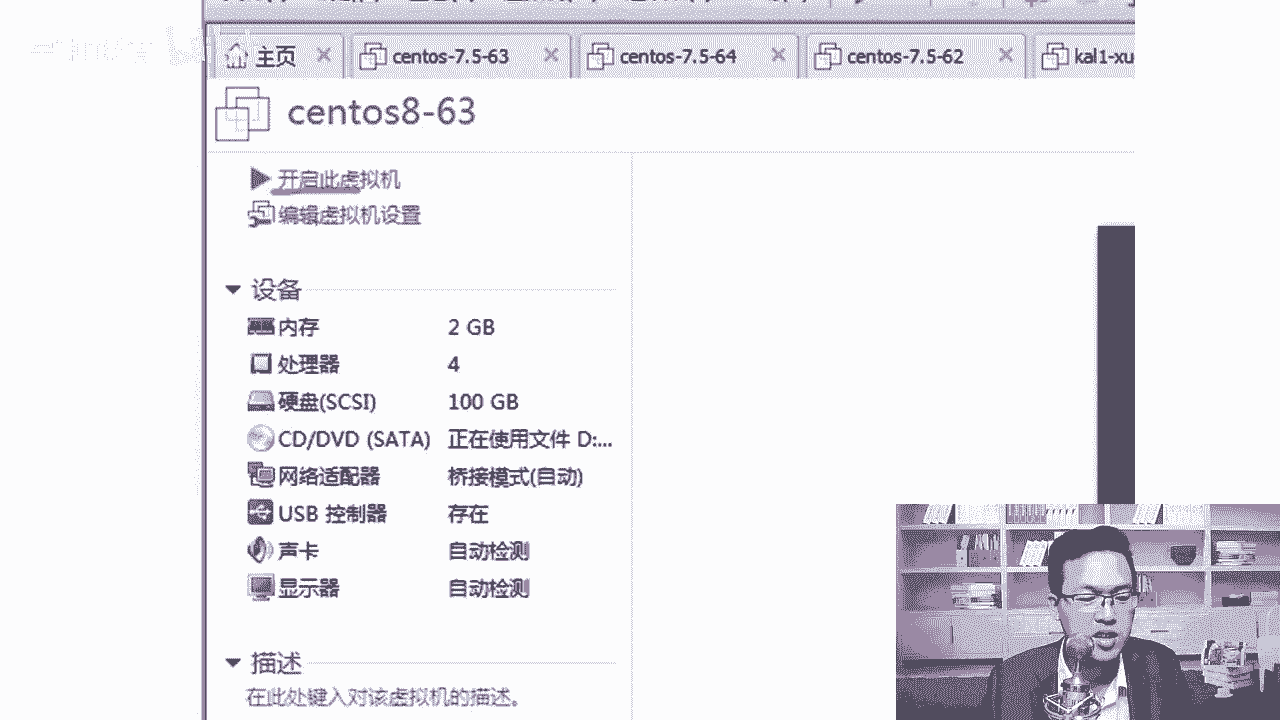 主页
centos-7.5-63
centos-7.5-64
centos-7.5-62
kal1-xu
centos8-63
开启此虚拟机
编辑虚拟机设置
设备
内存 2 GB
处理器 4
硬盘(SCSI) 100 GB
CD/DVD (SATA) 正在使用文件 D:...
网络适配器 桥接模式(自动)
USB 控制器 存在
声卡 自动检测
显示器 自动检测
描述
在此处键入对该虚拟机的描述。